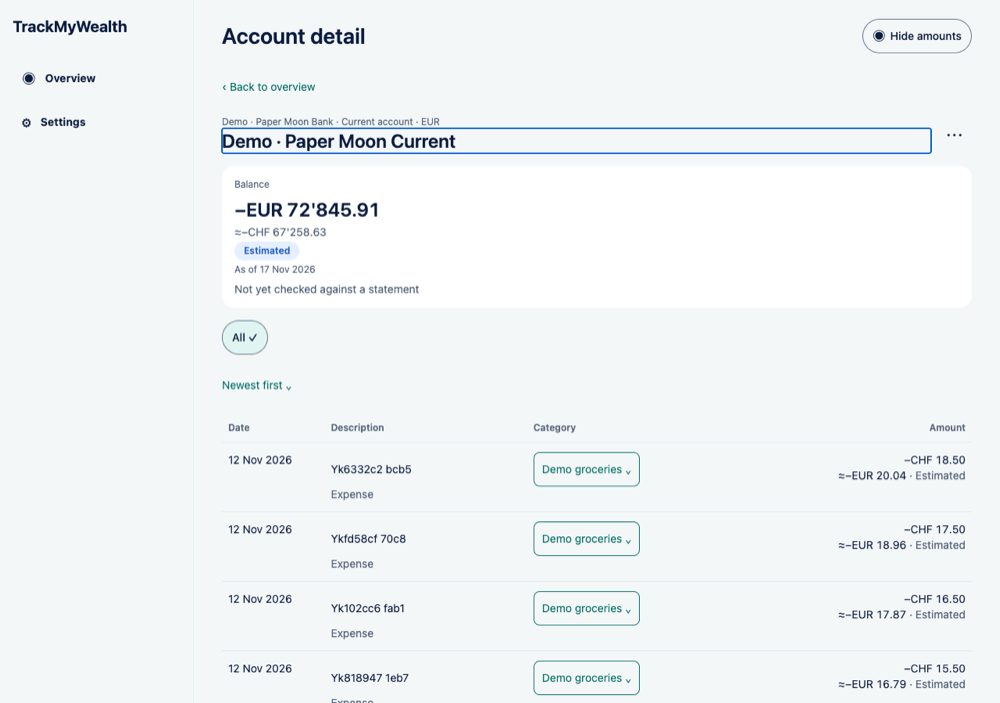 TrackMyWealth
Overview
Settings
Account detail
Hide amounts
‹ Back to overview
Demo · Paper Moon Bank · Current account · EUR
Demo · Paper Moon Current
Balance
−EUR 72'845.91
≈−CHF 67'258.63
Estimated
As of 17 Nov 2026
Not yet checked against a statement
All ✓
Newest first
Date Description Category Amount
12 Nov 2026 Yk6332c2 bcb5 Demo groceries −CHF 18.50
Expense ≈−EUR 20.04 · Estimated
12 Nov 2026 Ykfd58cf 70c8 Demo groceries −CHF 17.50
Expense ≈−EUR 18.96 · Estimated
12 Nov 2026 Yk102cc6 fab1 Demo groceries −CHF 16.50
Expense ≈−EUR 17.87 · Estimated
12 Nov 2026 Yk818947 1eb7 Demo groceries −CHF 15.50
Expense ≈−EUR 16.79 · Estimated